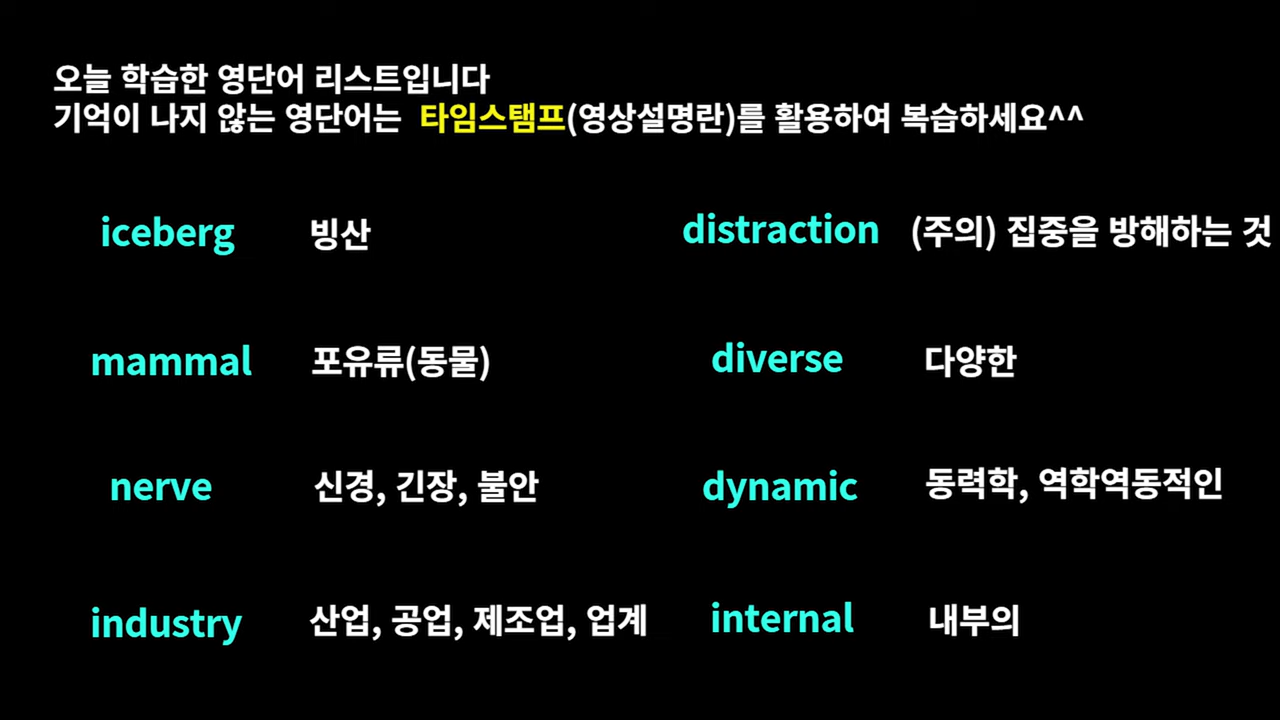 오늘 학습한 영단어 리스트입니다
기억이 나지 않는 영단어는 타임스탬프(영상설명란)를 활용하여 복습하세요^^
iceberg 빙산 distraction (주의) 집중을 방해하는 것
mammal 포유류(동물) diverse 다양한
nerve 신경, 긴장, 불안 dynamic 동력학, 역학역동적인
industry 산업, 공업, 제조업, 업계 internal 내부의